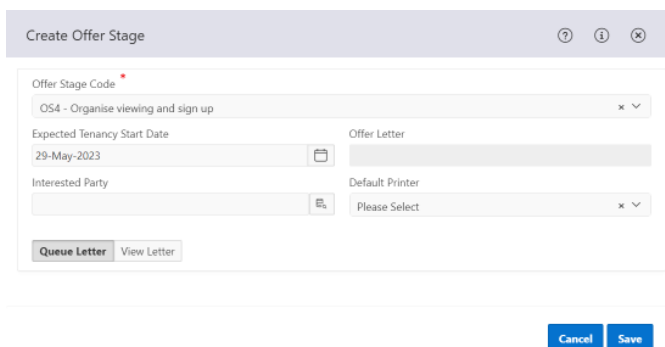 Create Offer Stage
Offer Stage Code *
OS4 - Organise viewing and sign up
Expected Tenancy Start Date
Offer Letter
29-May-2023
Interested Party
Default Printer
Please Select
Queue Letter View Letter
Cancel Save